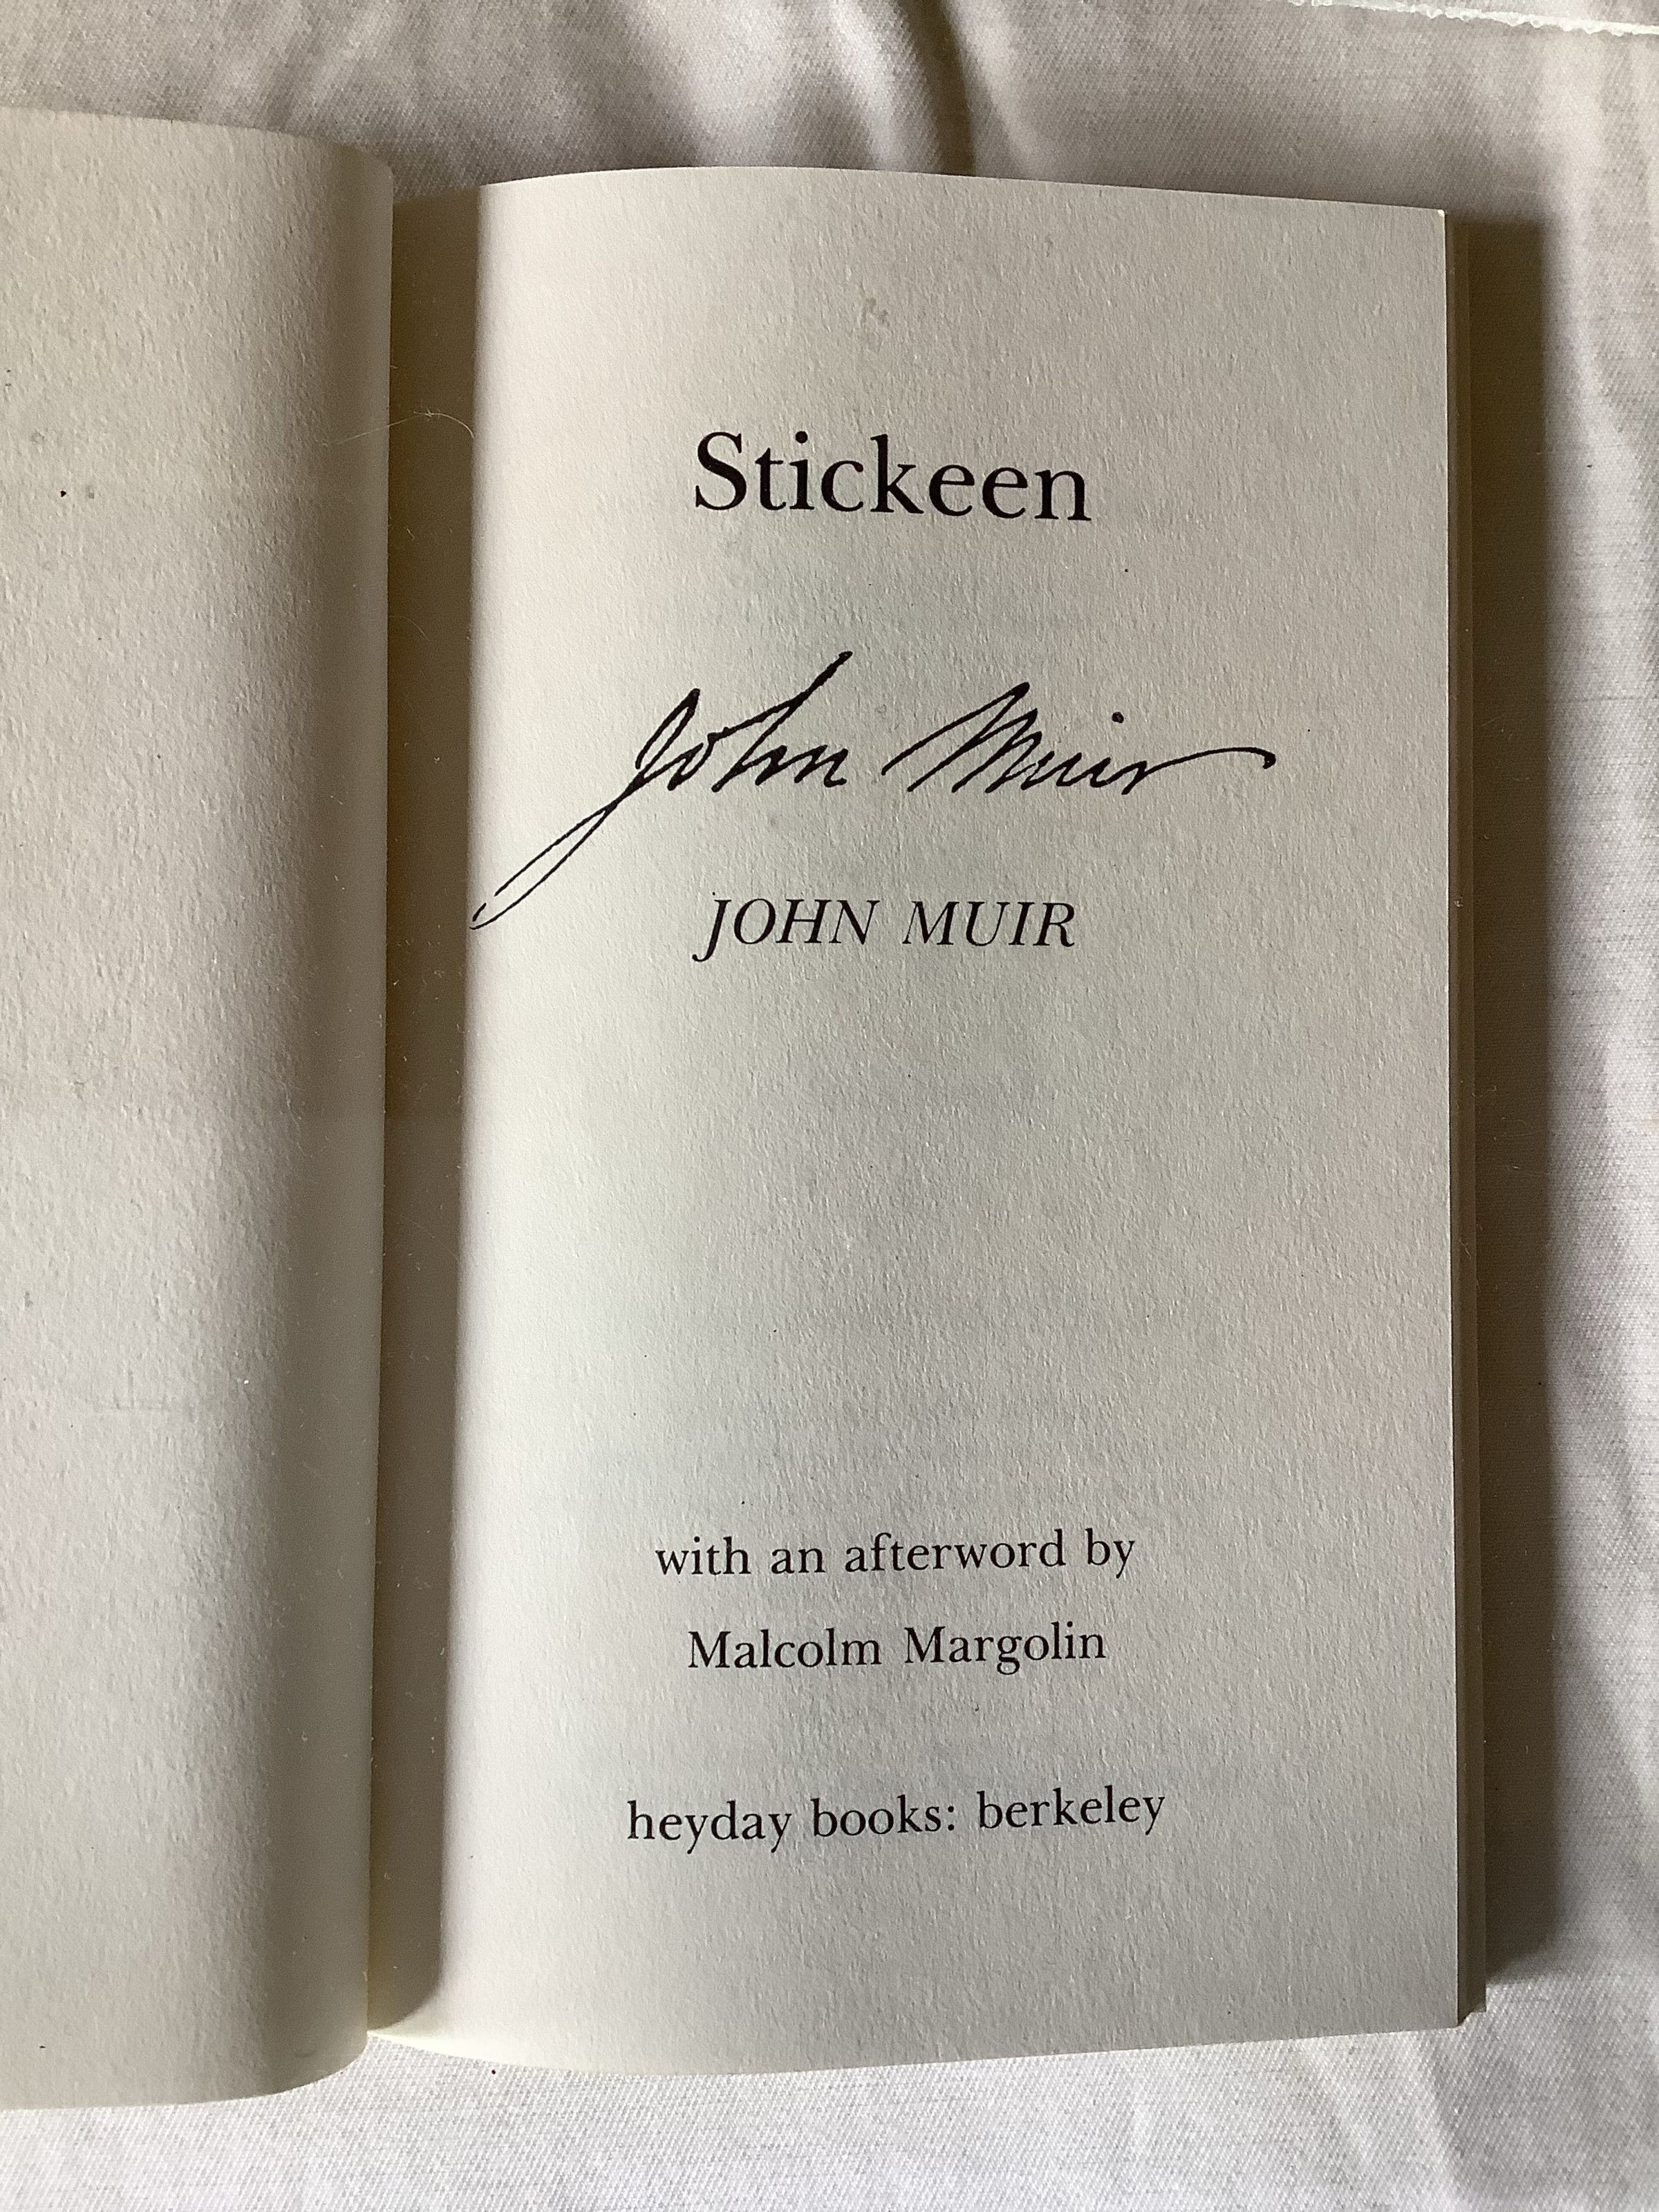 Stickeen
John Muir
JOHN MUIR
with an afterword by
Malcolm Margolin
heyday books: berkeley